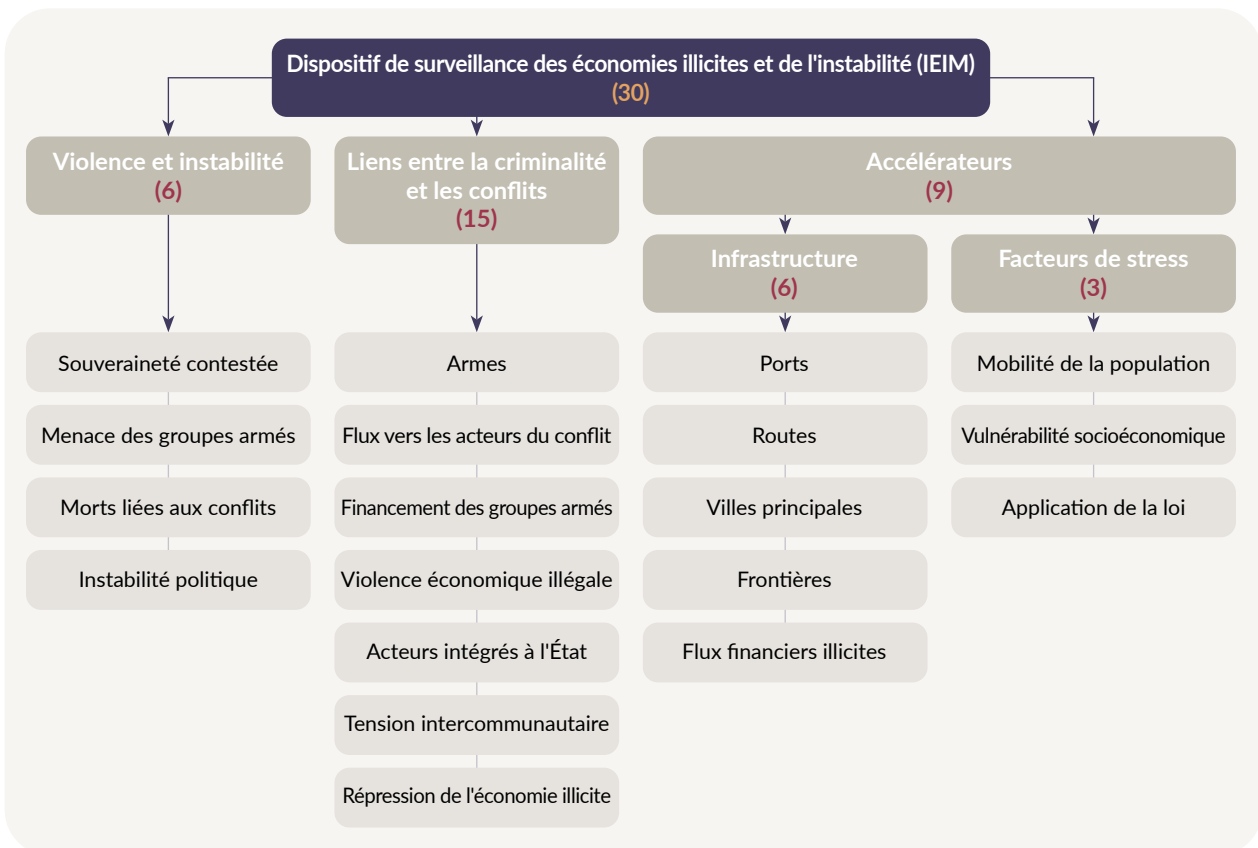 Dispositif de surveillance des économies illicites et de l'instabilité (IEIM)
(30)
Violence et instabilité
(6)
Liens entre la criminalité
et les conflits
(15)
Accélérateurs
(9)
Infrastructure
(6)
Facteurs de stress
(3)
Souveraineté contestée
Menace des groupes armés
Morts liées aux conflits
Instabilité politique
Armes
Flux vers les acteurs du conflit
Financement des groupes armés
Violence économique illégale
Acteurs intégrés à l'État
Tension intercommunautaire
Répression de l'économie illicite
Ports
Routes
Villes principales
Frontières
Flux financiers illicites
Mobilité de la population
Vulnérabilité socioéconomique
Application de la loi